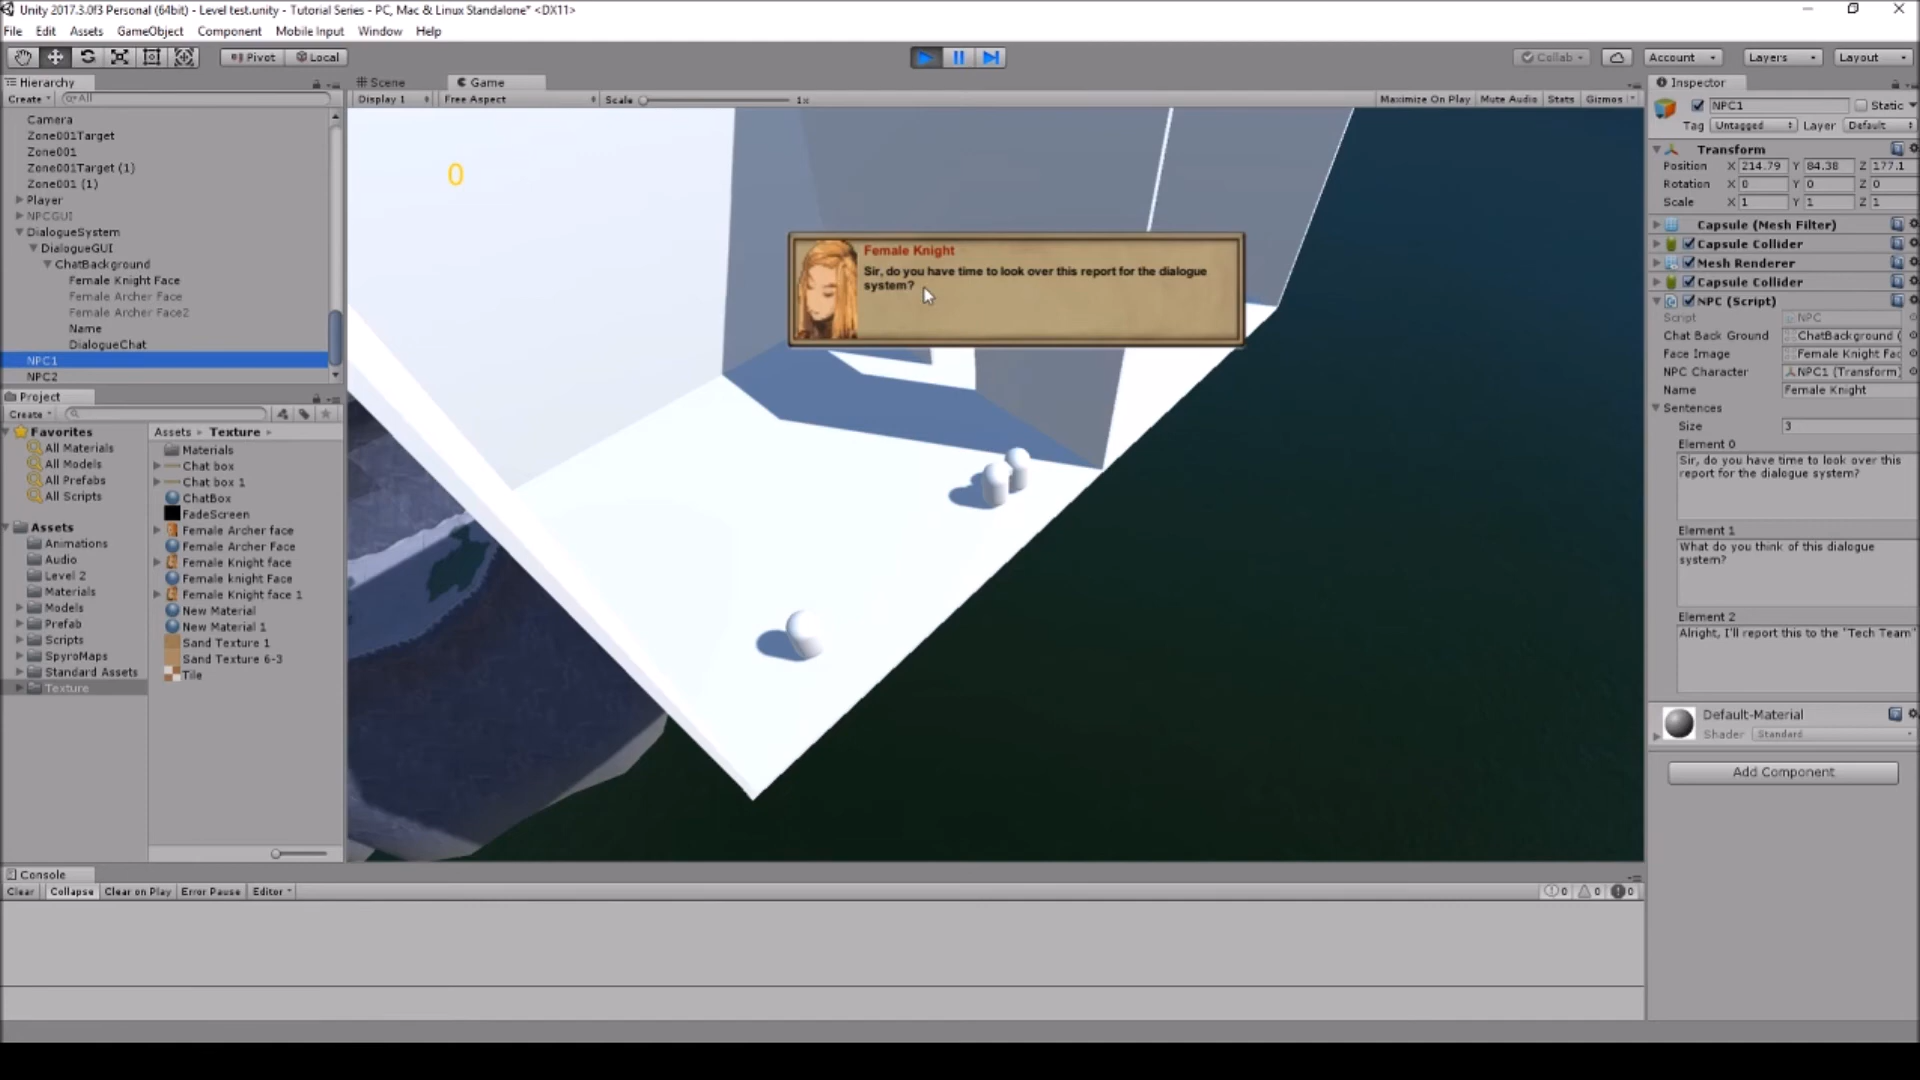 Unity 2017.3.0f3 Personal (64bit) - Level test.unity - Tutorial Series - PC, Mac & Linux Standalone* <DX11>
File Edit Assets GameObject Component Mobile Input Window Help
Pivot Local Collab Account Layers Layout
Hierarchy
Create All
Camera
Zone001Target
Zone001
Zone001Target (1)
Zone001 (1)
Player
NPCGUI
DialogueSystem
DialogueGUI
ChatBackground
Female Knight Face
Female Archer Face
Female Archer Face2
Name
DialogueChat
NPC1
NPC2
Project
Create
Favorites
All Materials
All Models
All Prefabs
All Scripts
Assets
Animations
Audio
Level 2
Materials
Models
Prefab
Scripts
SpyroMaps
Standard Assets
Texture
Assets Texture
Materials
Chat box
Chat box 1
ChatBox
FadeScreen
Female Archer face
Female Archer Face
Female Knight face
Female knight Face
Female Knight face 1
New Material
New Material 1
Sand Texture 1
Sand Texture 6-3
Tile
Scene Game
Display 1 Free Aspect Scale 1x Maximize On Play Mute Audio Stats Gizmos
0
Female Knight
Sir, do you have time to look over this report for the dialogue
system?
Console
Clear Collapse Clear on Play Error Pause Editor 0 0 0
Inspector
NPC1 Static
Tag Untagged Layer Default
Transform
Position X 214.79 Y 84.38 Z 177.1
Rotation X 0 Y 0 Z 0
Scale X 1 Y 1 Z 1
Capsule (Mesh Filter)
Capsule Collider
Mesh Renderer
Capsule Collider
NPC (Script)
Script NPC
Chat Back Ground ChatBackground (
Face Image Female Knight Fac
NPC Character NPC1 (Transform)
Name Female Knight
Sentences
Size 3
Element 0
Sir, do you have time to look over this
report for the dialogue system?
Element 1
What do you think of this dialogue
system?
Element 2
Alright, I'll report this to the "Tech Team"
Default-Material
Shader Standard
Add Component